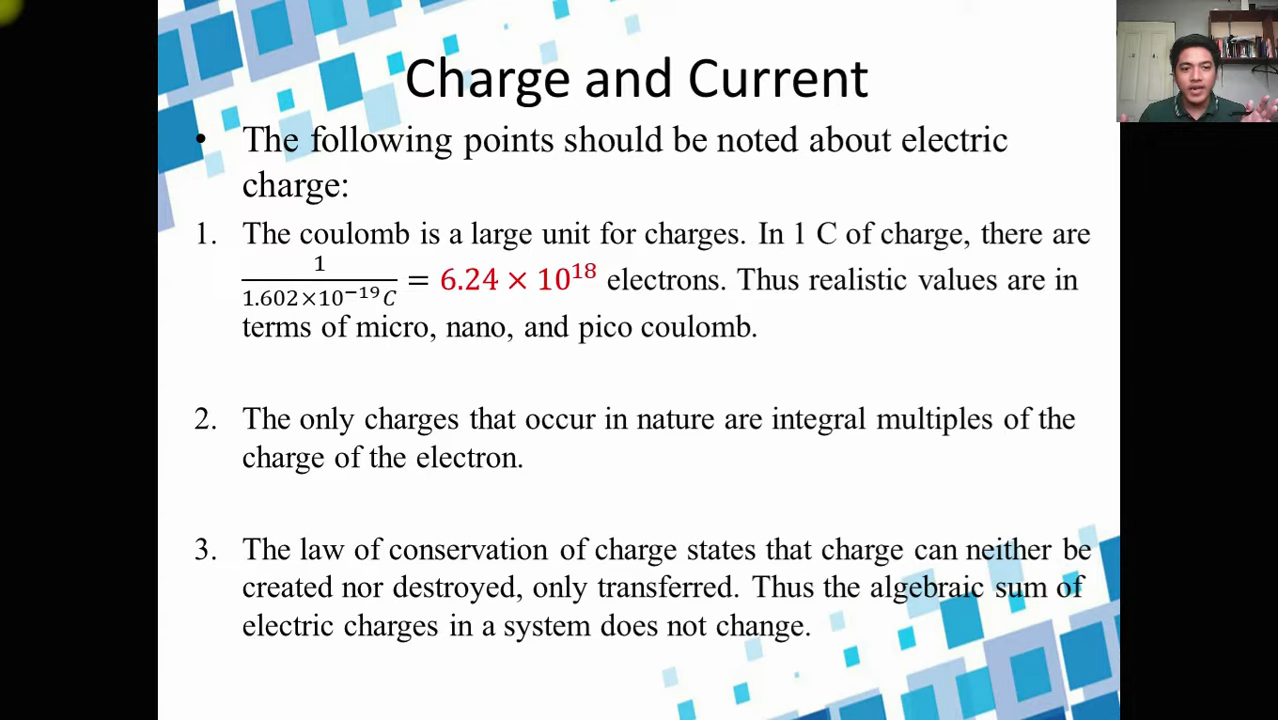 Charge and Current
• The following points should be noted about electric
charge:
1. The coulomb is a large unit for charges. In 1 C of charge, there are
1/1.602×10⁻¹⁹C = 6.24 × 10¹⁸ electrons. Thus realistic values are in
terms of micro, nano, and pico coulomb.
2. The only charges that occur in nature are integral multiples of the
charge of the electron.
3. The law of conservation of charge states that charge can neither be
created nor destroyed, only transferred. Thus the algebraic sum of
electric charges in a system does not change.